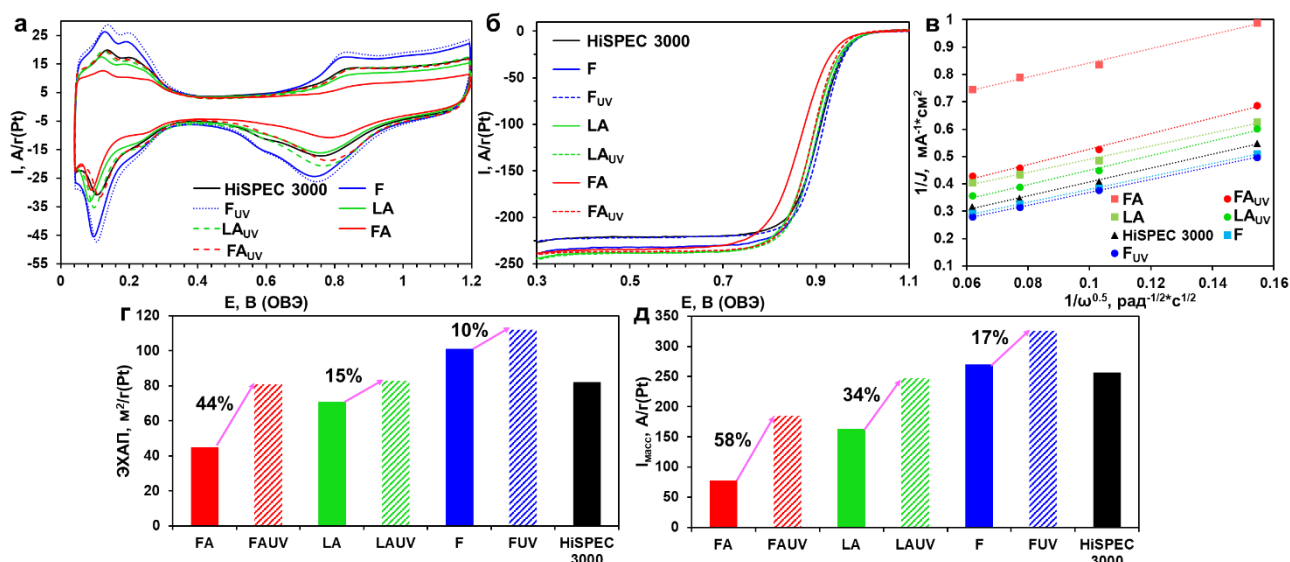 а
I, А/г(Pt)
25
15
5
-5
-15
-25
-35
-45
-55
0
0.2
0.4
0.6
0.8
1
1.2
E, В (ОВЭ)
HiSPEC 3000
F
FUV
LA
LAUV
FA
FAUV
б
I, А/г(Pt)
0
-50
-100
-150
-200
-250
0.3
0.5
0.7
0.9
1.1
E, В (ОВЭ)
HiSPEC 3000
F
FUV
LA
LAUV
FA
FAUV
в
1/J, мА-1*см2
1
0.9
0.8
0.7
0.6
0.5
0.4
0.3
0.2
0.1
0.06
0.08
0.1
0.12
0.14
0.16
1/ω0.5, рад-1/2*с1/2
FA
FAUV
LA
LAUV
HiSPEC 3000
F
FUV
г
ЭХАП, м2/г(Pt)
120
100
80
60
40
20
0
44%
15%
10%
FA
FAUV
LA
LAUV
F
FUV
HiSPEC
3000
д
Iмасс, А/г(Pt)
350
300
250
200
150
100
50
0
58%
34%
17%
FA
FAUV
LA
LAUV
F
FUV
HiSPEC
3000